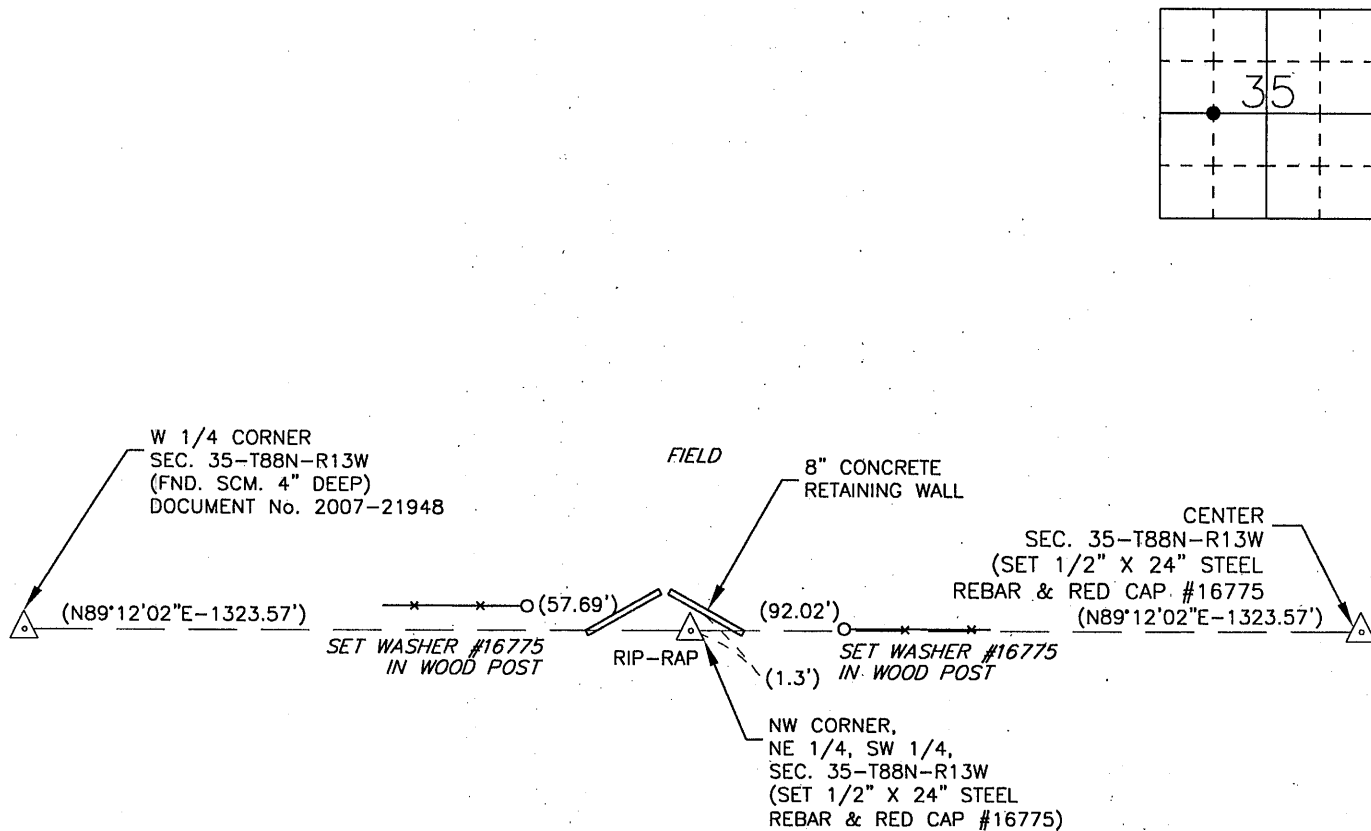 35
W 1/4 CORNER
SEC. 35-T88N-R13W
(FND. SCM. 4" DEEP)
DOCUMENT No. 2007-21948
FIELD
8" CONCRETE
RETAINING WALL
CENTER
SEC. 35-T88N-R13W
(SET 1/2" X 24" STEEL
REBAR & RED CAP #16775
(N89°12'02"E-1323.57')
(57.69')
(92.02')
(N89°12'02"E-1323.57')
SET WASHER #16775
IN WOOD POST
RIP-RAP
(1.3')
SET WASHER #16775
IN WOOD POST
NW CORNER,
NE 1/4, SW 1/4,
SEC. 35-T88N-R13W
(SET 1/2" X 24" STEEL
REBAR & RED CAP #16775)